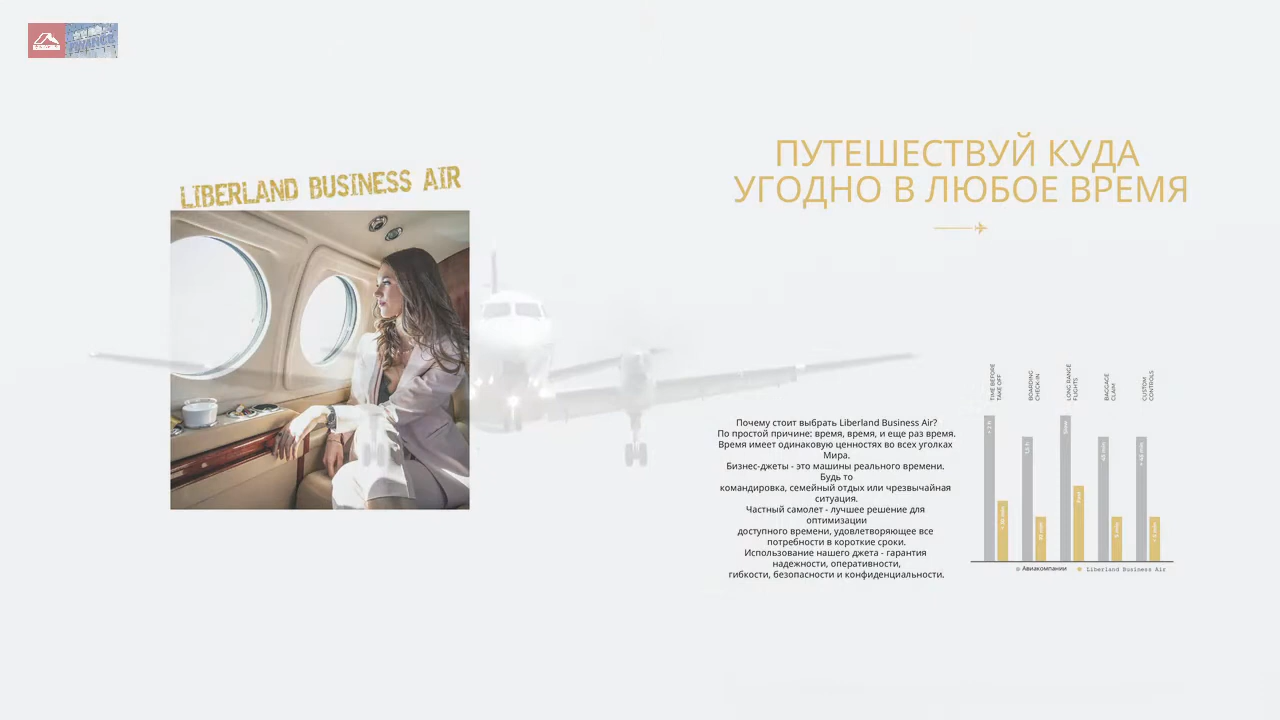 LIBERLAND BUSINESS AIR
ПУТЕШЕСТВУЙ КУДА
УГОДНО В ЛЮБОЕ ВРЕМЯ
Почему стоит выбрать Liberland Business Air?
По простой причине: время, время, и еще раз время.
Время имеет одинаковую ценностях во всех уголках
Мира.
Бизнес-джеты - это машины реального времени.
Будь то
командировка, семейный отдых или чрезвычайная
ситуация.
Частный самолет - лучшее решение для
оптимизации
доступного времени, удовлетворяющее все
потребности в короткие сроки.
Использование нашего джета - гарантия
надежности, оперативности,
гибкости, безопасности и конфиденциальности.
TIME BEFORE
TAKE OFF
BOARDING
CHECK-IN
LONG RANGE
FLIGHTS
BAGGAGE
CLAIM
CUSTOM
CONTROLS
Авиакомпании
Liberland Business Air